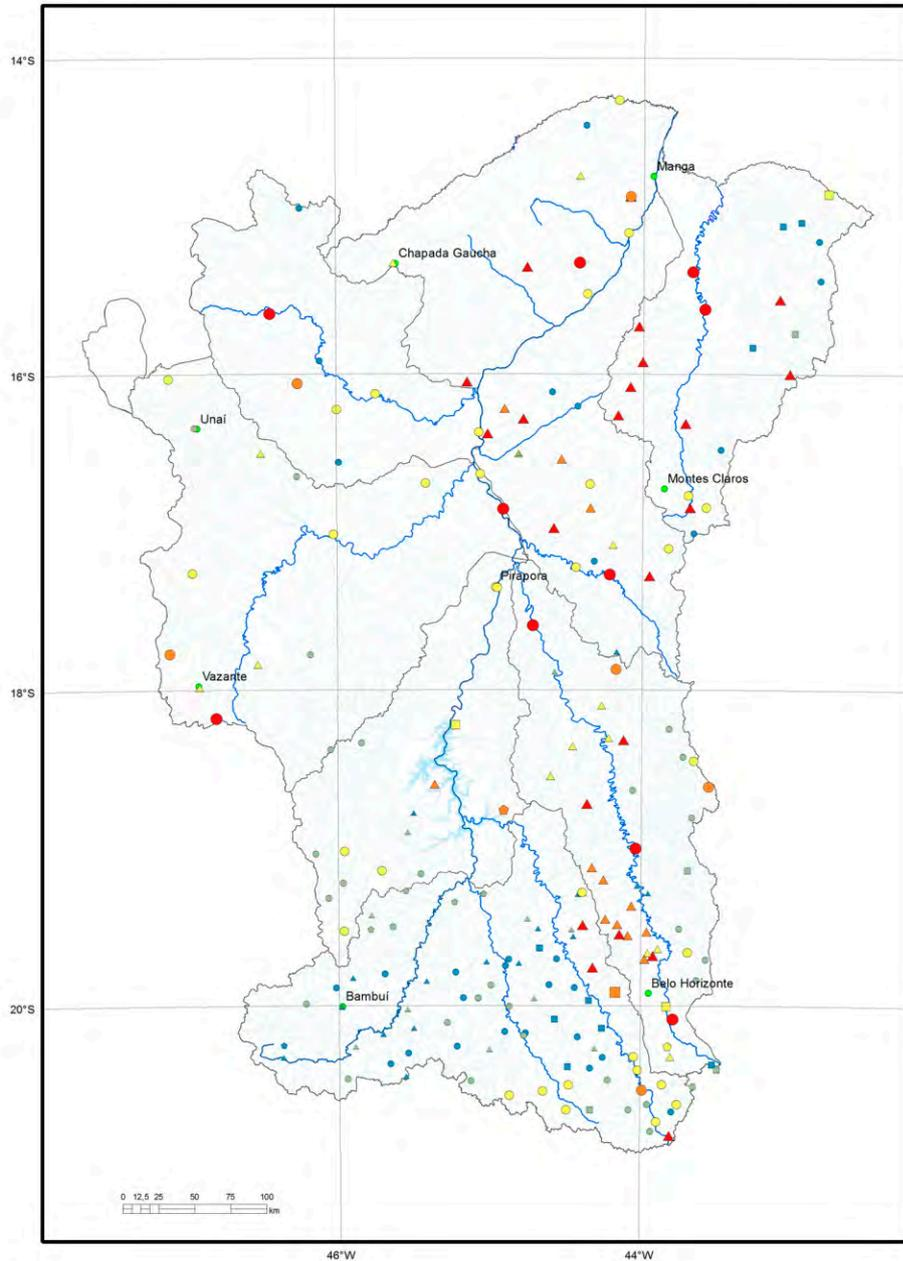 14°S
Manga
Chapada Gaúcha
16°S
Unaí
Montes Claros
Pirapora
Vazante
18°S
Belo Horizonte
20°S
Bambuí
0 12,5 25 50 75 100
km
46°W 44°W